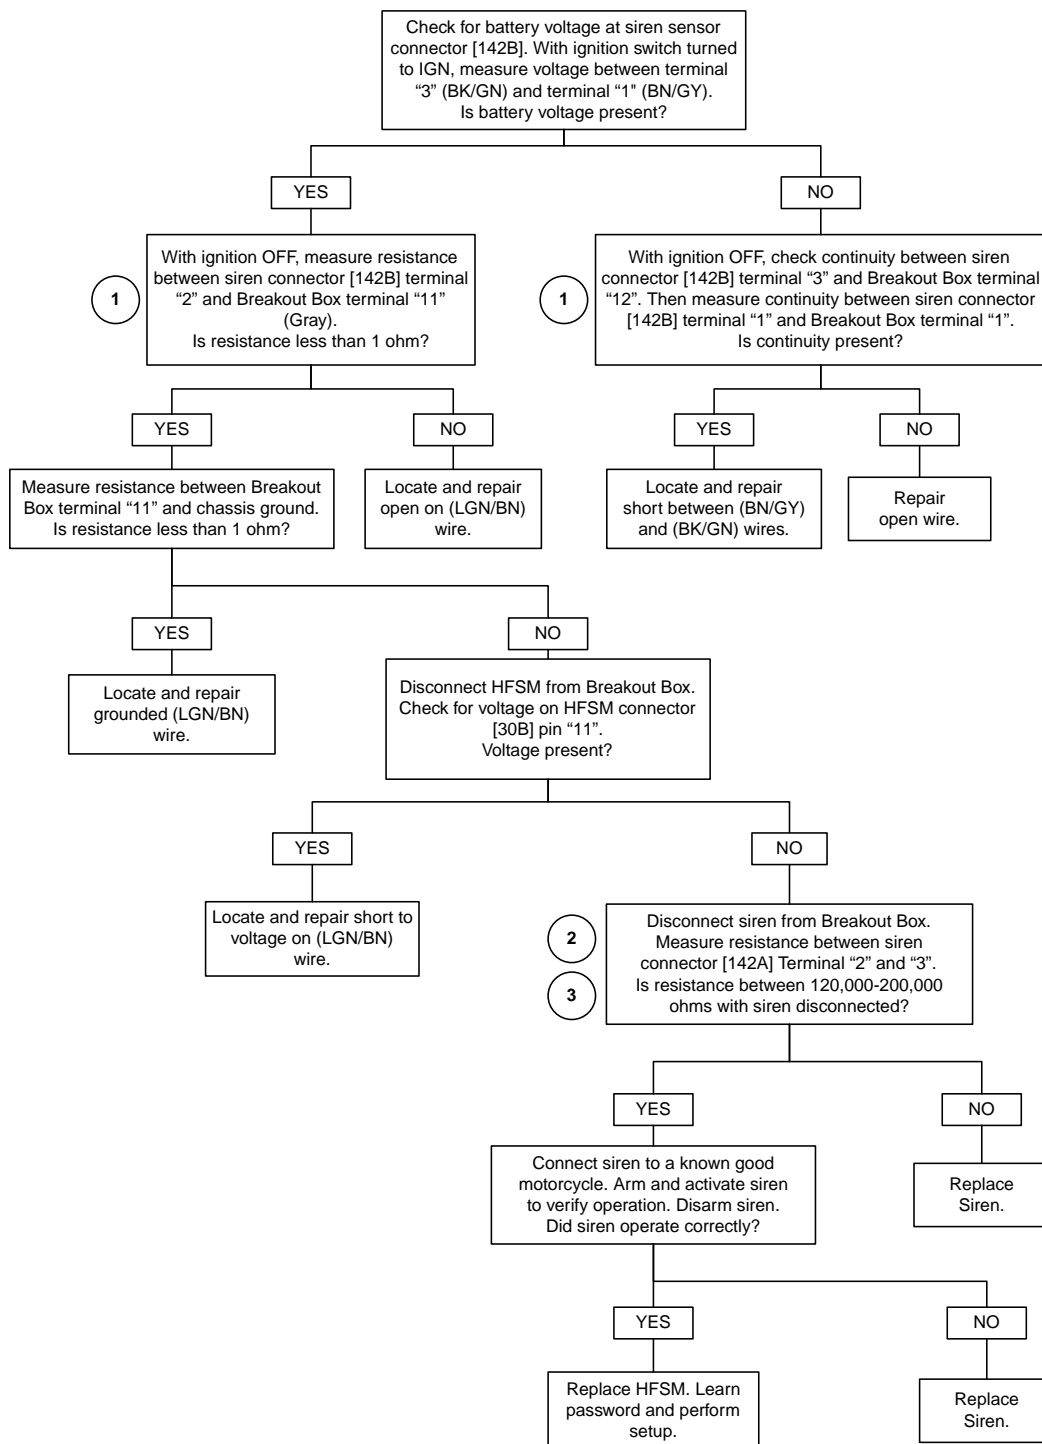 Check for battery voltage at siren sensor
connector [142B]. With ignition switch turned
to IGN, measure voltage between terminal
“3” (BK/GN) and terminal “1" (BN/GY).
Is battery voltage present?
YES
NO
1
With ignition OFF, measure resistance
between siren connector [142B] terminal
“2” and Breakout Box terminal “11”
(Gray).
Is resistance less than 1 ohm?
1
With ignition OFF, check continuity between siren
connector [142B] terminal “3” and Breakout Box terminal
“12”. Then measure continuity between siren connector
[142B] terminal “1” and Breakout Box terminal “1”.
Is continuity present?
YES
NO
YES
NO
Measure resistance between Breakout
Box terminal “11” and chassis ground.
Is resistance less than 1 ohm?
Locate and repair
open on (LGN/BN)
wire.
Locate and repair
short between (BN/GY)
and (BK/GN) wires.
Repair
open wire.
YES
NO
Locate and repair
grounded (LGN/BN)
wire.
Disconnect HFSM from Breakout Box.
Check for voltage on HFSM connector
[30B] pin “11”.
Voltage present?
YES
NO
Locate and repair short to
voltage on (LGN/BN)
wire.
2
3
Disconnect siren from Breakout Box.
Measure resistance between siren
connector [142A] Terminal “2” and “3”.
Is resistance between 120,000-200,000
ohms with siren disconnected?
YES
NO
Connect siren to a known good
motorcycle. Arm and activate siren
to verify operation. Disarm siren.
Did siren operate correctly?
Replace
Siren.
YES
NO
Replace HFSM. Learn
password and perform
setup.
Replace
Siren.